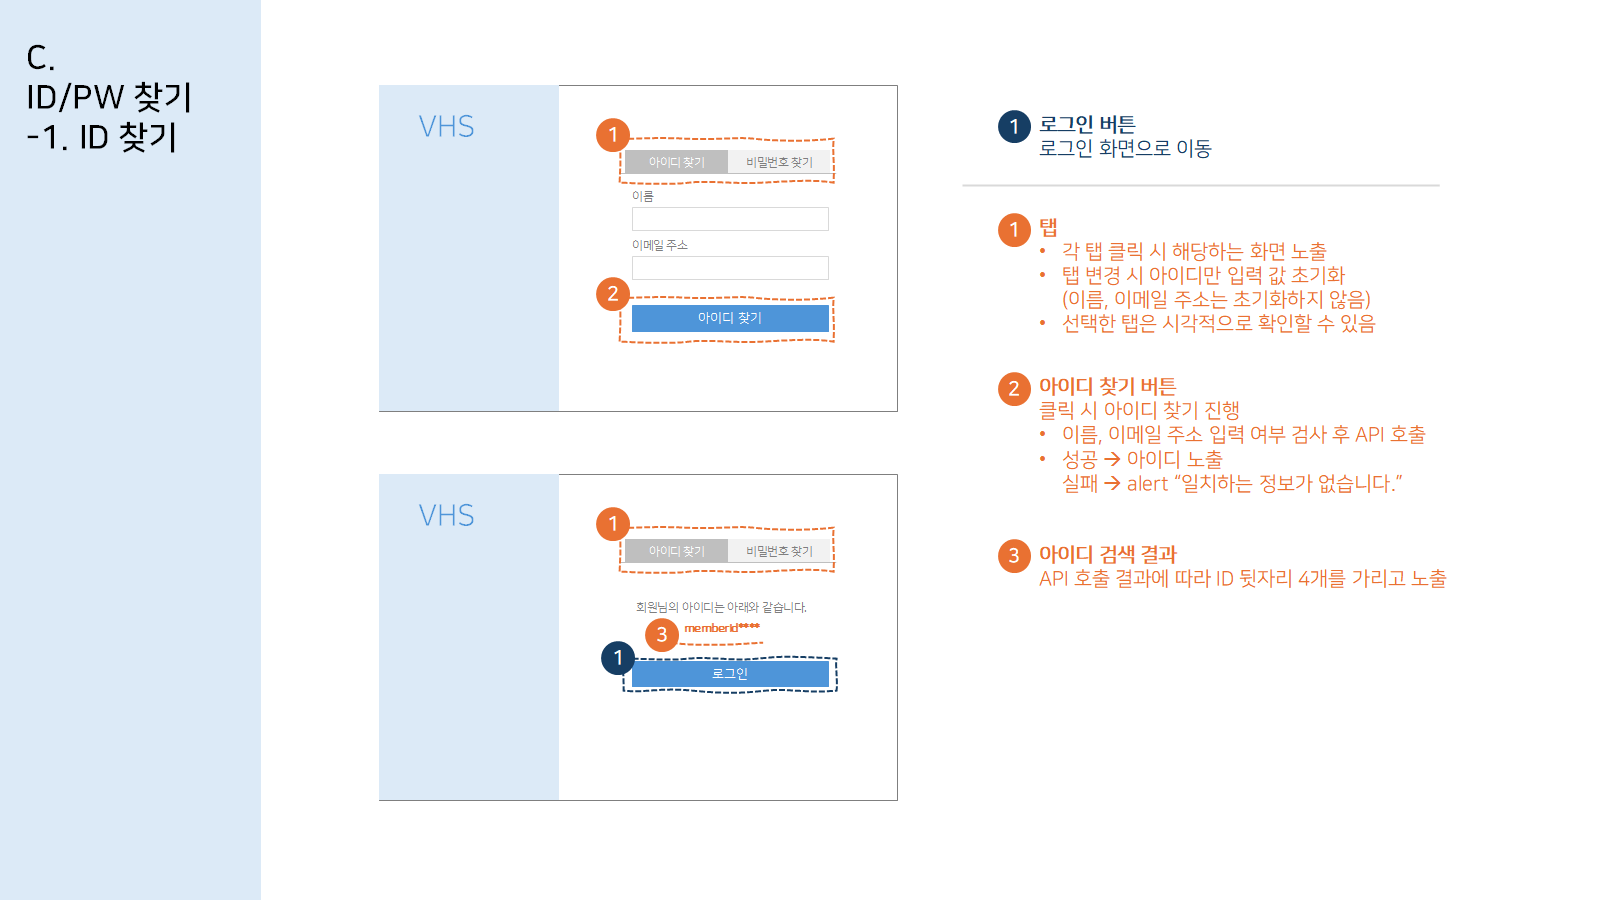 C.
ID/PW 찾기
-1. ID 찾기
VHS
1
아이디 찾기 비밀번호 찾기
이름
이메일 주소
2
아이디 찾기
VHS
1
아이디 찾기 비밀번호 찾기
회원님의 아이디는 아래와 같습니다.
3 memberid****
1
로그인
1 로그인 버튼
로그인 화면으로 이동
1 탭
• 각 탭 클릭 시 해당하는 화면 노출
• 탭 변경 시 아이디만 입력 값 초기화
(이름, 이메일 주소는 초기화하지 않음)
• 선택한 탭은 시각적으로 확인할 수 있음
2 아이디 찾기 버튼
클릭 시 아이디 찾기 진행
• 이름, 이메일 주소 입력 여부 검사 후 API 호출
• 성공 → 아이디 노출
실패 → alert “일치하는 정보가 없습니다.”
3 아이디 검색 결과
API 호출 결과에 따라 ID 뒷자리 4개를 가리고 노출